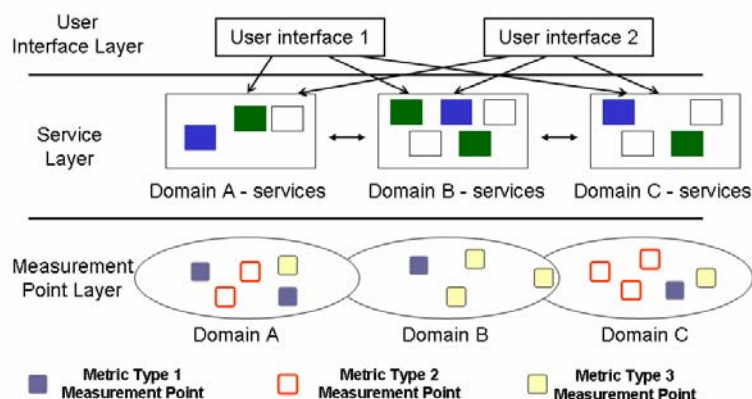 User
Interface Layer
User interface 1
User interface 2
Service
Layer
Domain A - services
Domain B - services
Domain C - services
Measurement
Point Layer
Domain A
Domain B
Domain C
Metric Type 1
Measurement Point
Metric Type 2
Measurement Point
Metric Type 3
Measurement Point